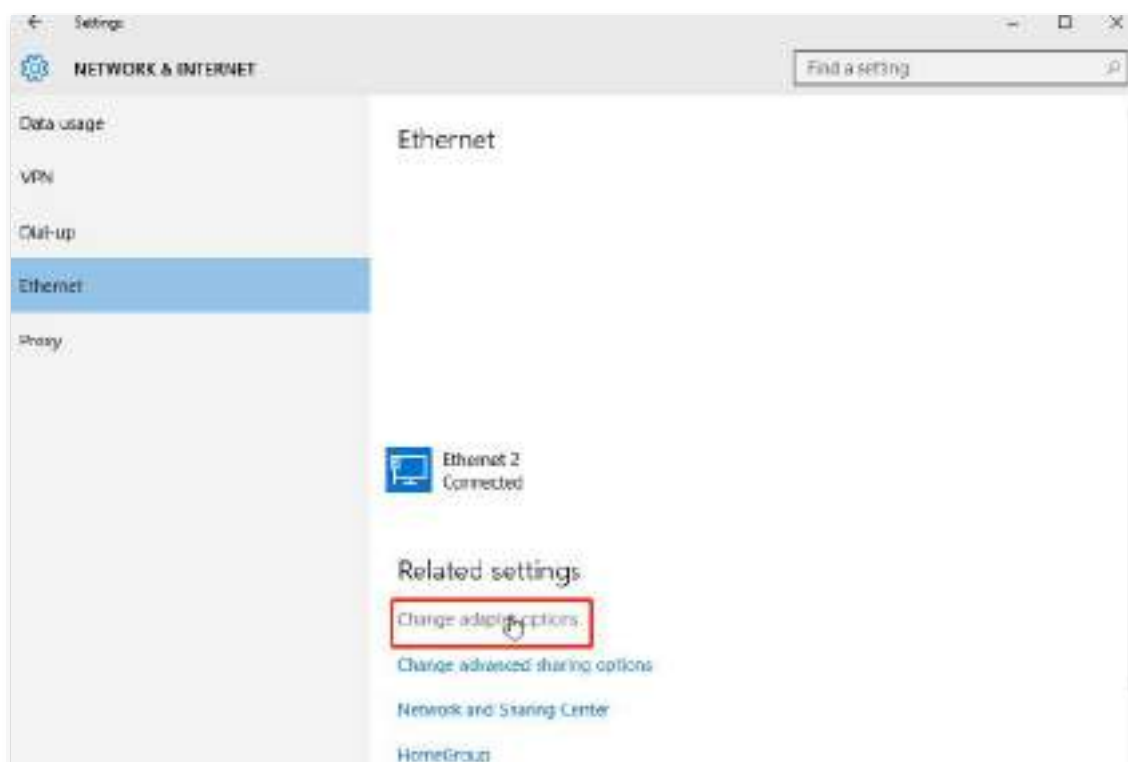 Settings
NETWORK & INTERNET
Find a setting
Data usage
VPN
Dial-up
Ethernet
Proxy
Ethernet
Ethernet 2
Connected
Related settings
Change adapter options
Change advanced sharing options
Network and Sharing Center
HomeGroup